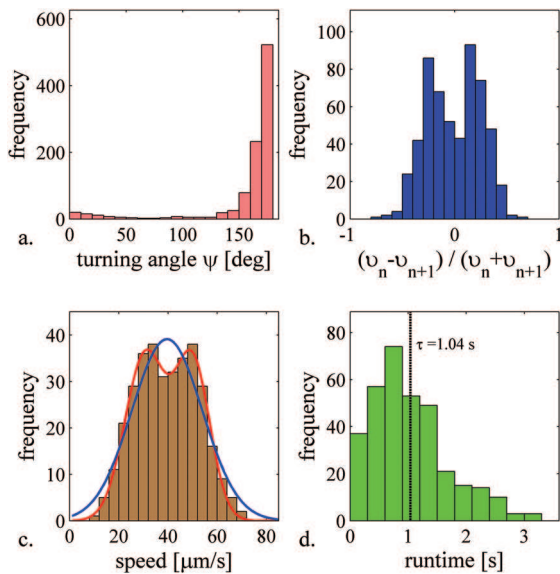 600
400
200
0
frequency
0 50 100 150
a. turning angle ψ [deg]
100
80
60
40
20
0
frequency
-1 0 1
b. (υn-υn+1) / (υn+υn+1)
40
30
20
10
0
frequency
0 20 40 60 80
c. speed [μm/s]
80
60
40
20
0
frequency
τ =1.04 s
0 1 2 3
d. runtime [s]